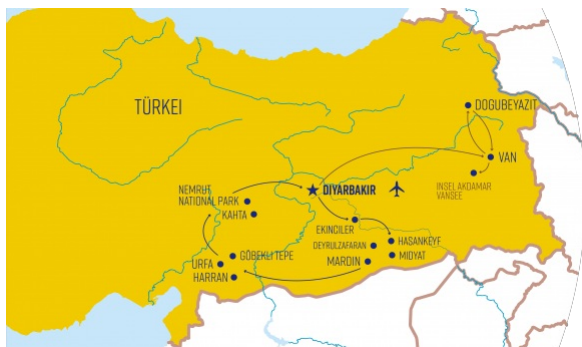 TÜRKEI
DOGUBEYAZIT
VAN
INSEL AKDAMAR
VANSEE
NEMRUT
NATIONAL PARK
KAHTA
DIYARBAKIR
EKINCILER
DEYRULZAFARAN
HASANKEYF
MIDYAT
MARDIN
GÖBEKLI TEPE
URFA
HARRAN